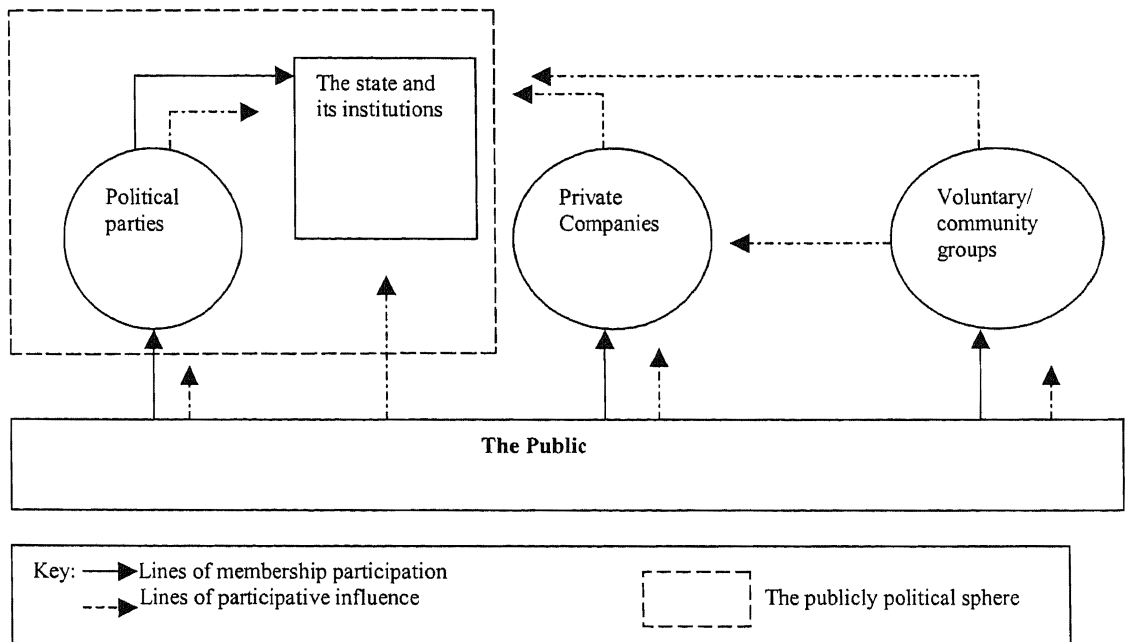 The state and
its institutions
Political
parties
Private
Companies
Voluntary/
community
groups
The Public
Key: Lines of membership participation
Lines of participative influence
The publicly political sphere